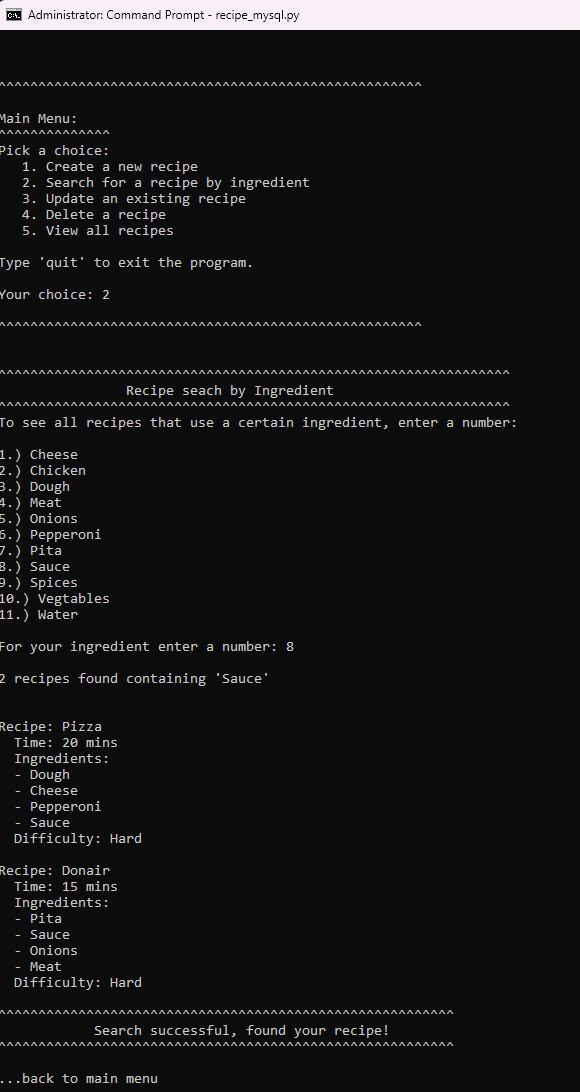 Administrator: Command Prompt - recipe_mysql.py
^^^^^^^^^^^^^^^^^^^^^^^^^^^^^^^^^^^^^^^^^^^^^^^^^^^^^
Main Menu:
^^^^^^^^^^^^^^
Pick a choice:
   1. Create a new recipe
   2. Search for a recipe by ingredient
   3. Update an existing recipe
   4. Delete a recipe
   5. View all recipes
Type 'quit' to exit the program.
Your choice: 2
^^^^^^^^^^^^^^^^^^^^^^^^^^^^^^^^^^^^^^^^^^^^^^^^^^^^^
^^^^^^^^^^^^^^^^^^^^^^^^^^^^^^^^^^^^^^^^^^^^^^^^^^^^^^^^^^^^^^^^
                Recipe seach by Ingredient
^^^^^^^^^^^^^^^^^^^^^^^^^^^^^^^^^^^^^^^^^^^^^^^^^^^^^^^^^^^^^^^^
To see all recipes that use a certain ingredient, enter a number:
1.) Cheese
2.) Chicken
3.) Dough
4.) Meat
5.) Onions
6.) Pepperoni
7.) Pita
8.) Sauce
9.) Spices
10.) Vegtables
11.) Water
For your ingredient enter a number: 8
2 recipes found containing 'Sauce'
Recipe: Pizza
  Time: 20 mins
  Ingredients:
  - Dough
  - Cheese
  - Pepperoni
  - Sauce
  Difficulty: Hard
Recipe: Donair
  Time: 15 mins
  Ingredients:
  - Pita
  - Sauce
  - Onions
  - Meat
  Difficulty: Hard
^^^^^^^^^^^^^^^^^^^^^^^^^^^^^^^^^^^^^^^^^^^^^^^^^^^^^^^^^
            Search successful, found your recipe!
^^^^^^^^^^^^^^^^^^^^^^^^^^^^^^^^^^^^^^^^^^^^^^^^^^^^^^^^^
...back to main menu